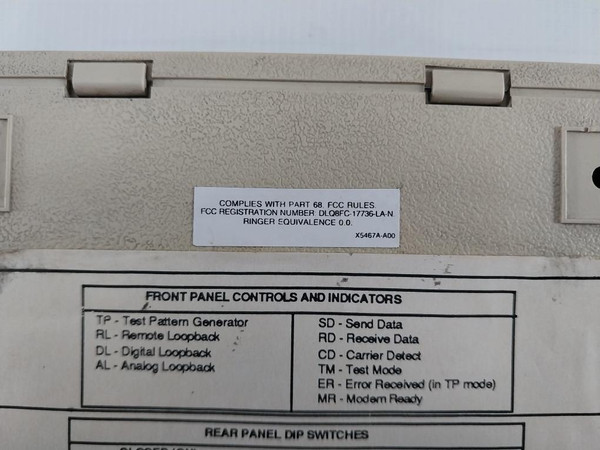 COMPLIES WITH PART 68. FCC RULES.
FCC REGISTRATION NUMBER: DLQ8FC-17736-LA-N.
RINGER EQUIVALENCE 0.0.
X5467A-A00
FRONT PANEL CONTROLS AND INDICATORS
TP - Test Pattern Generator
RL - Remote Loopback
DL - Digital Loopback
AL - Analog Loopback
SD - Send Data
RD - Receive Data
CD - Carrier Detect
TM - Test Mode
ER - Error Received (in TP mode)
MR - Modem Ready
REAR PANEL DIP SWITCHES